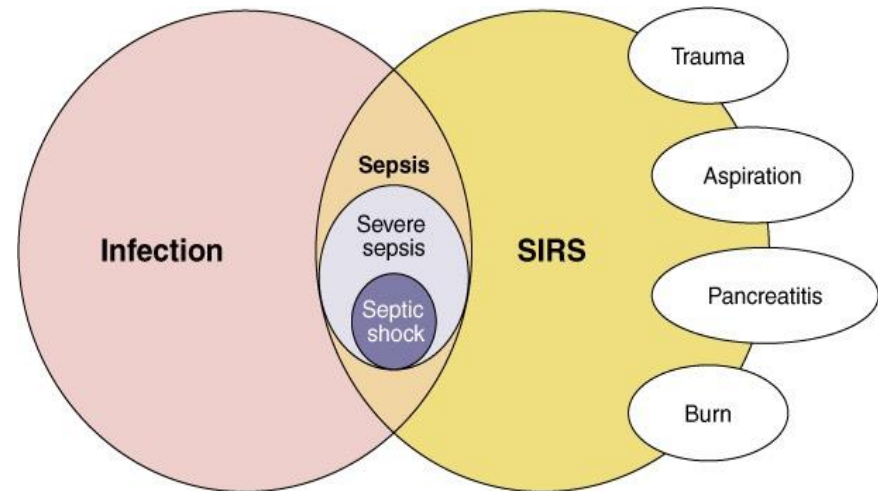 Trauma
Sepsis
Aspiration
Severe
sepsis
Infection
SIRS
Pancreatitis
Septic
shock
Burn